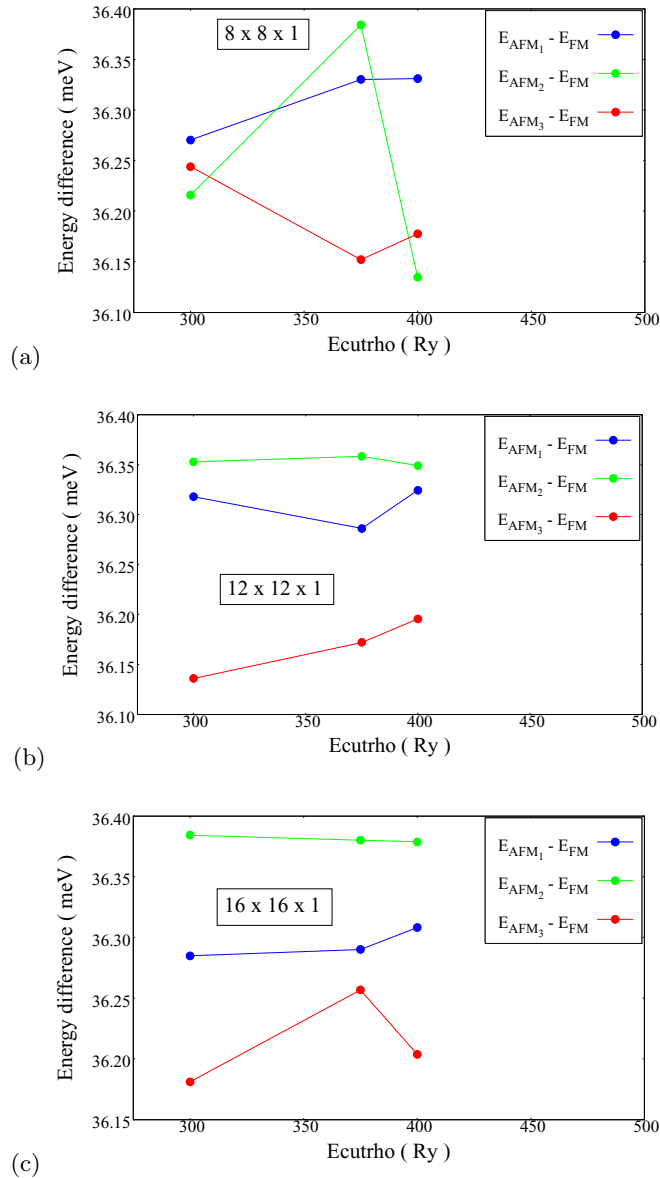 36.40
36.30
36.25
36.20
36.15
36.10
300
350
400
450
500
Energy difference ( meV )
Ecutrho ( Ry )
8 x 8 x 1
E_AFM₁ - E_FM
E_AFM₂ - E_FM
E_AFM₃ - E_FM
(a)
36.40
36.35
36.30
36.25
36.20
36.15
36.10
300
350
400
450
500
Energy difference ( meV )
Ecutrho ( Ry )
12 x 12 x 1
E_AFM₁ - E_FM
E_AFM₂ - E_FM
E_AFM₃ - E_FM
(b)
36.40
36.35
36.30
36.25
36.20
36.15
300
350
400
450
500
Energy difference ( meV )
Ecutrho ( Ry )
16 x 16 x 1
E_AFM₁ - E_FM
E_AFM₂ - E_FM
E_AFM₃ - E_FM
(c)